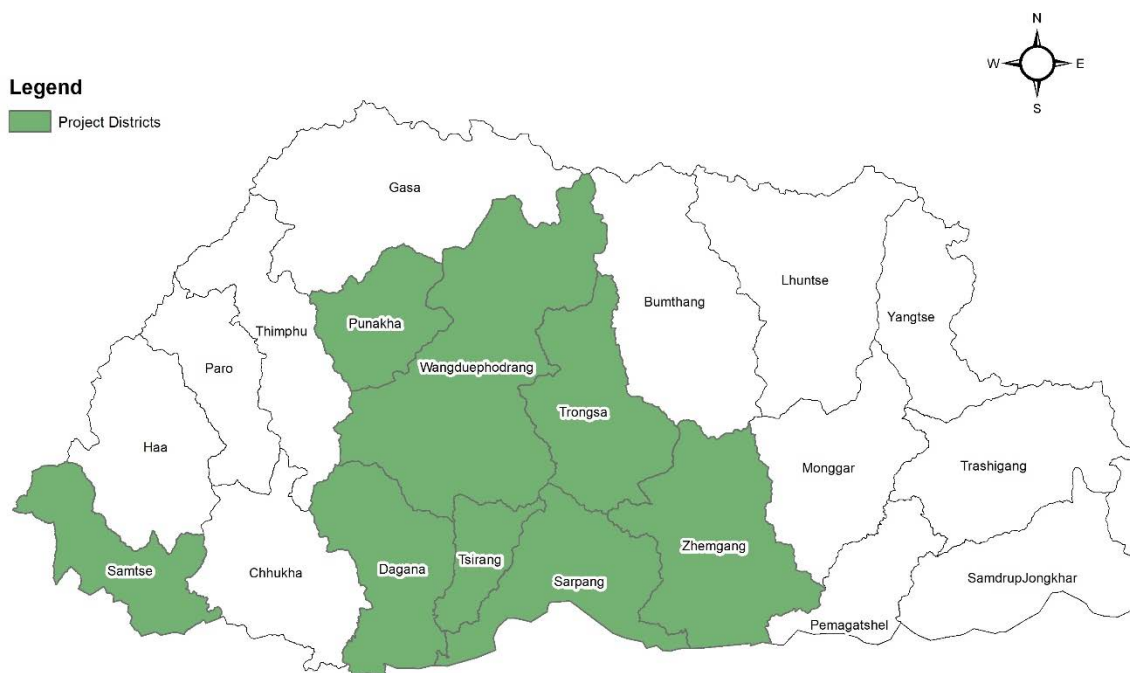 N
W E
S
Legend
Project Districts
Gasa
Lhuntse
Bumthang
Yangtse
Punakha
Thimphu
Paro
Wangduephodrang
Trongsa
Haa
Monggar
Trashigang
Zhemgang
Samtse
Chhukha
Dagana
Tsirang
Sarpang
SamdrupJongkhar
Pemagatshel